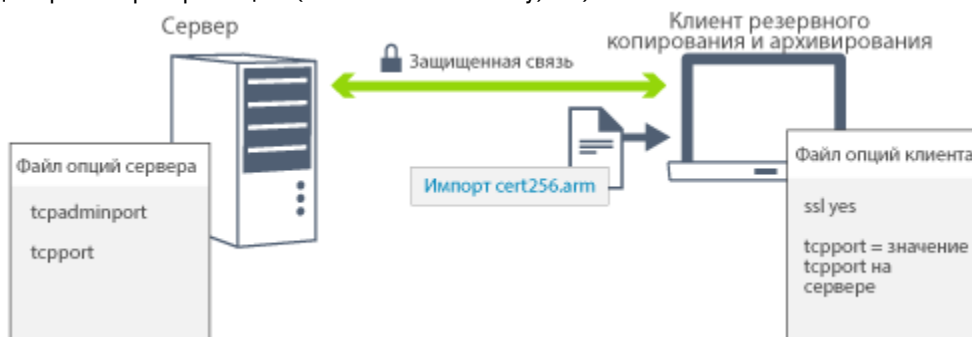 Сервер
Клиент резервного
копирования и архивирования
Защищенная связь
Файл опций сервера
tcpadminport
tcpport
Импорт cert256.arm
Файл опций клиента
ssl yes
tcpport = значение
tcpport на
сервере